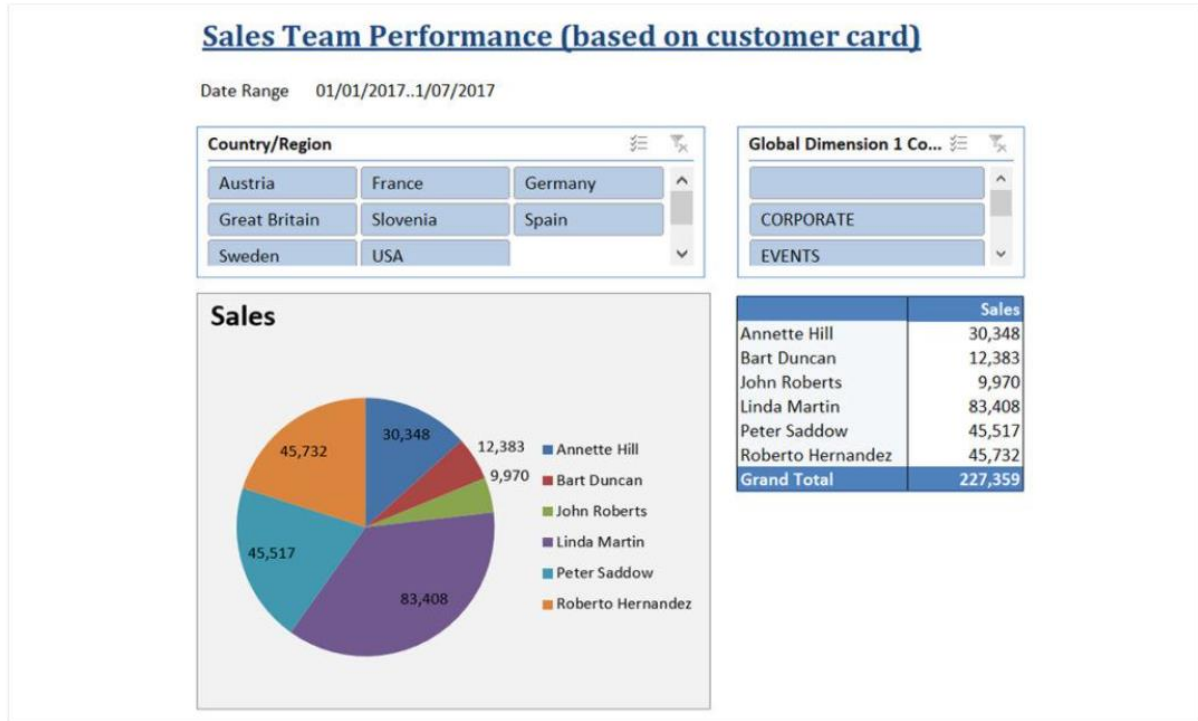 Sales Team Performance (based on customer card)
Date Range 01/01/2017..1/07/2017
Country/Region
Austria France Germany
Great Britain Slovenia Spain
Sweden USA
Global Dimension 1 Co...
CORPORATE
EVENTS
Sales
30,348
12,383
9,970
83,408
45,517
45,732
Annette Hill
Bart Duncan
John Roberts
Linda Martin
Peter Saddow
Roberto Hernandez
Sales
Annette Hill 30,348
Bart Duncan 12,383
John Roberts 9,970
Linda Martin 83,408
Peter Saddow 45,517
Roberto Hernandez 45,732
Grand Total 227,359